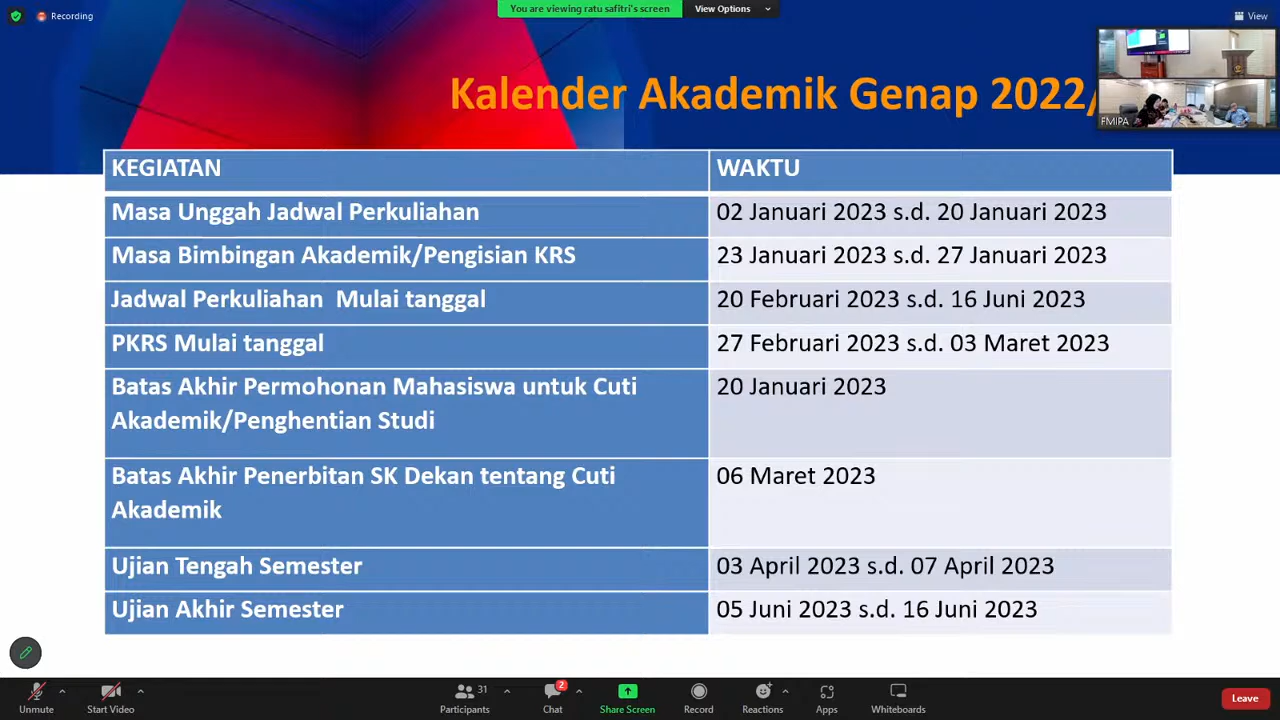 Recording
You are viewing ratu safitri's screen
View Options
View
Kalender Akademik Genap 2022/
FMIPA
KEGIATAN
WAKTU
Masa Unggah Jadwal Perkuliahan
02 Januari 2023 s.d. 20 Januari 2023
Masa Bimbingan Akademik/Pengisian KRS
23 Januari 2023 s.d. 27 Januari 2023
Jadwal Perkuliahan Mulai tanggal
20 Februari 2023 s.d. 16 Juni 2023
PKRS Mulai tanggal
27 Februari 2023 s.d. 03 Maret 2023
Batas Akhir Permohonan Mahasiswa untuk Cuti
Akademik/Penghentian Studi
20 Januari 2023
Batas Akhir Penerbitan SK Dekan tentang Cuti
Akademik
06 Maret 2023
Ujian Tengah Semester
03 April 2023 s.d. 07 April 2023
Ujian Akhir Semester
05 Juni 2023 s.d. 16 Juni 2023
Unmute
Start Video
31
Participants
2
Chat
Share Screen
Record
Reactions
Apps
Whiteboards
Leave